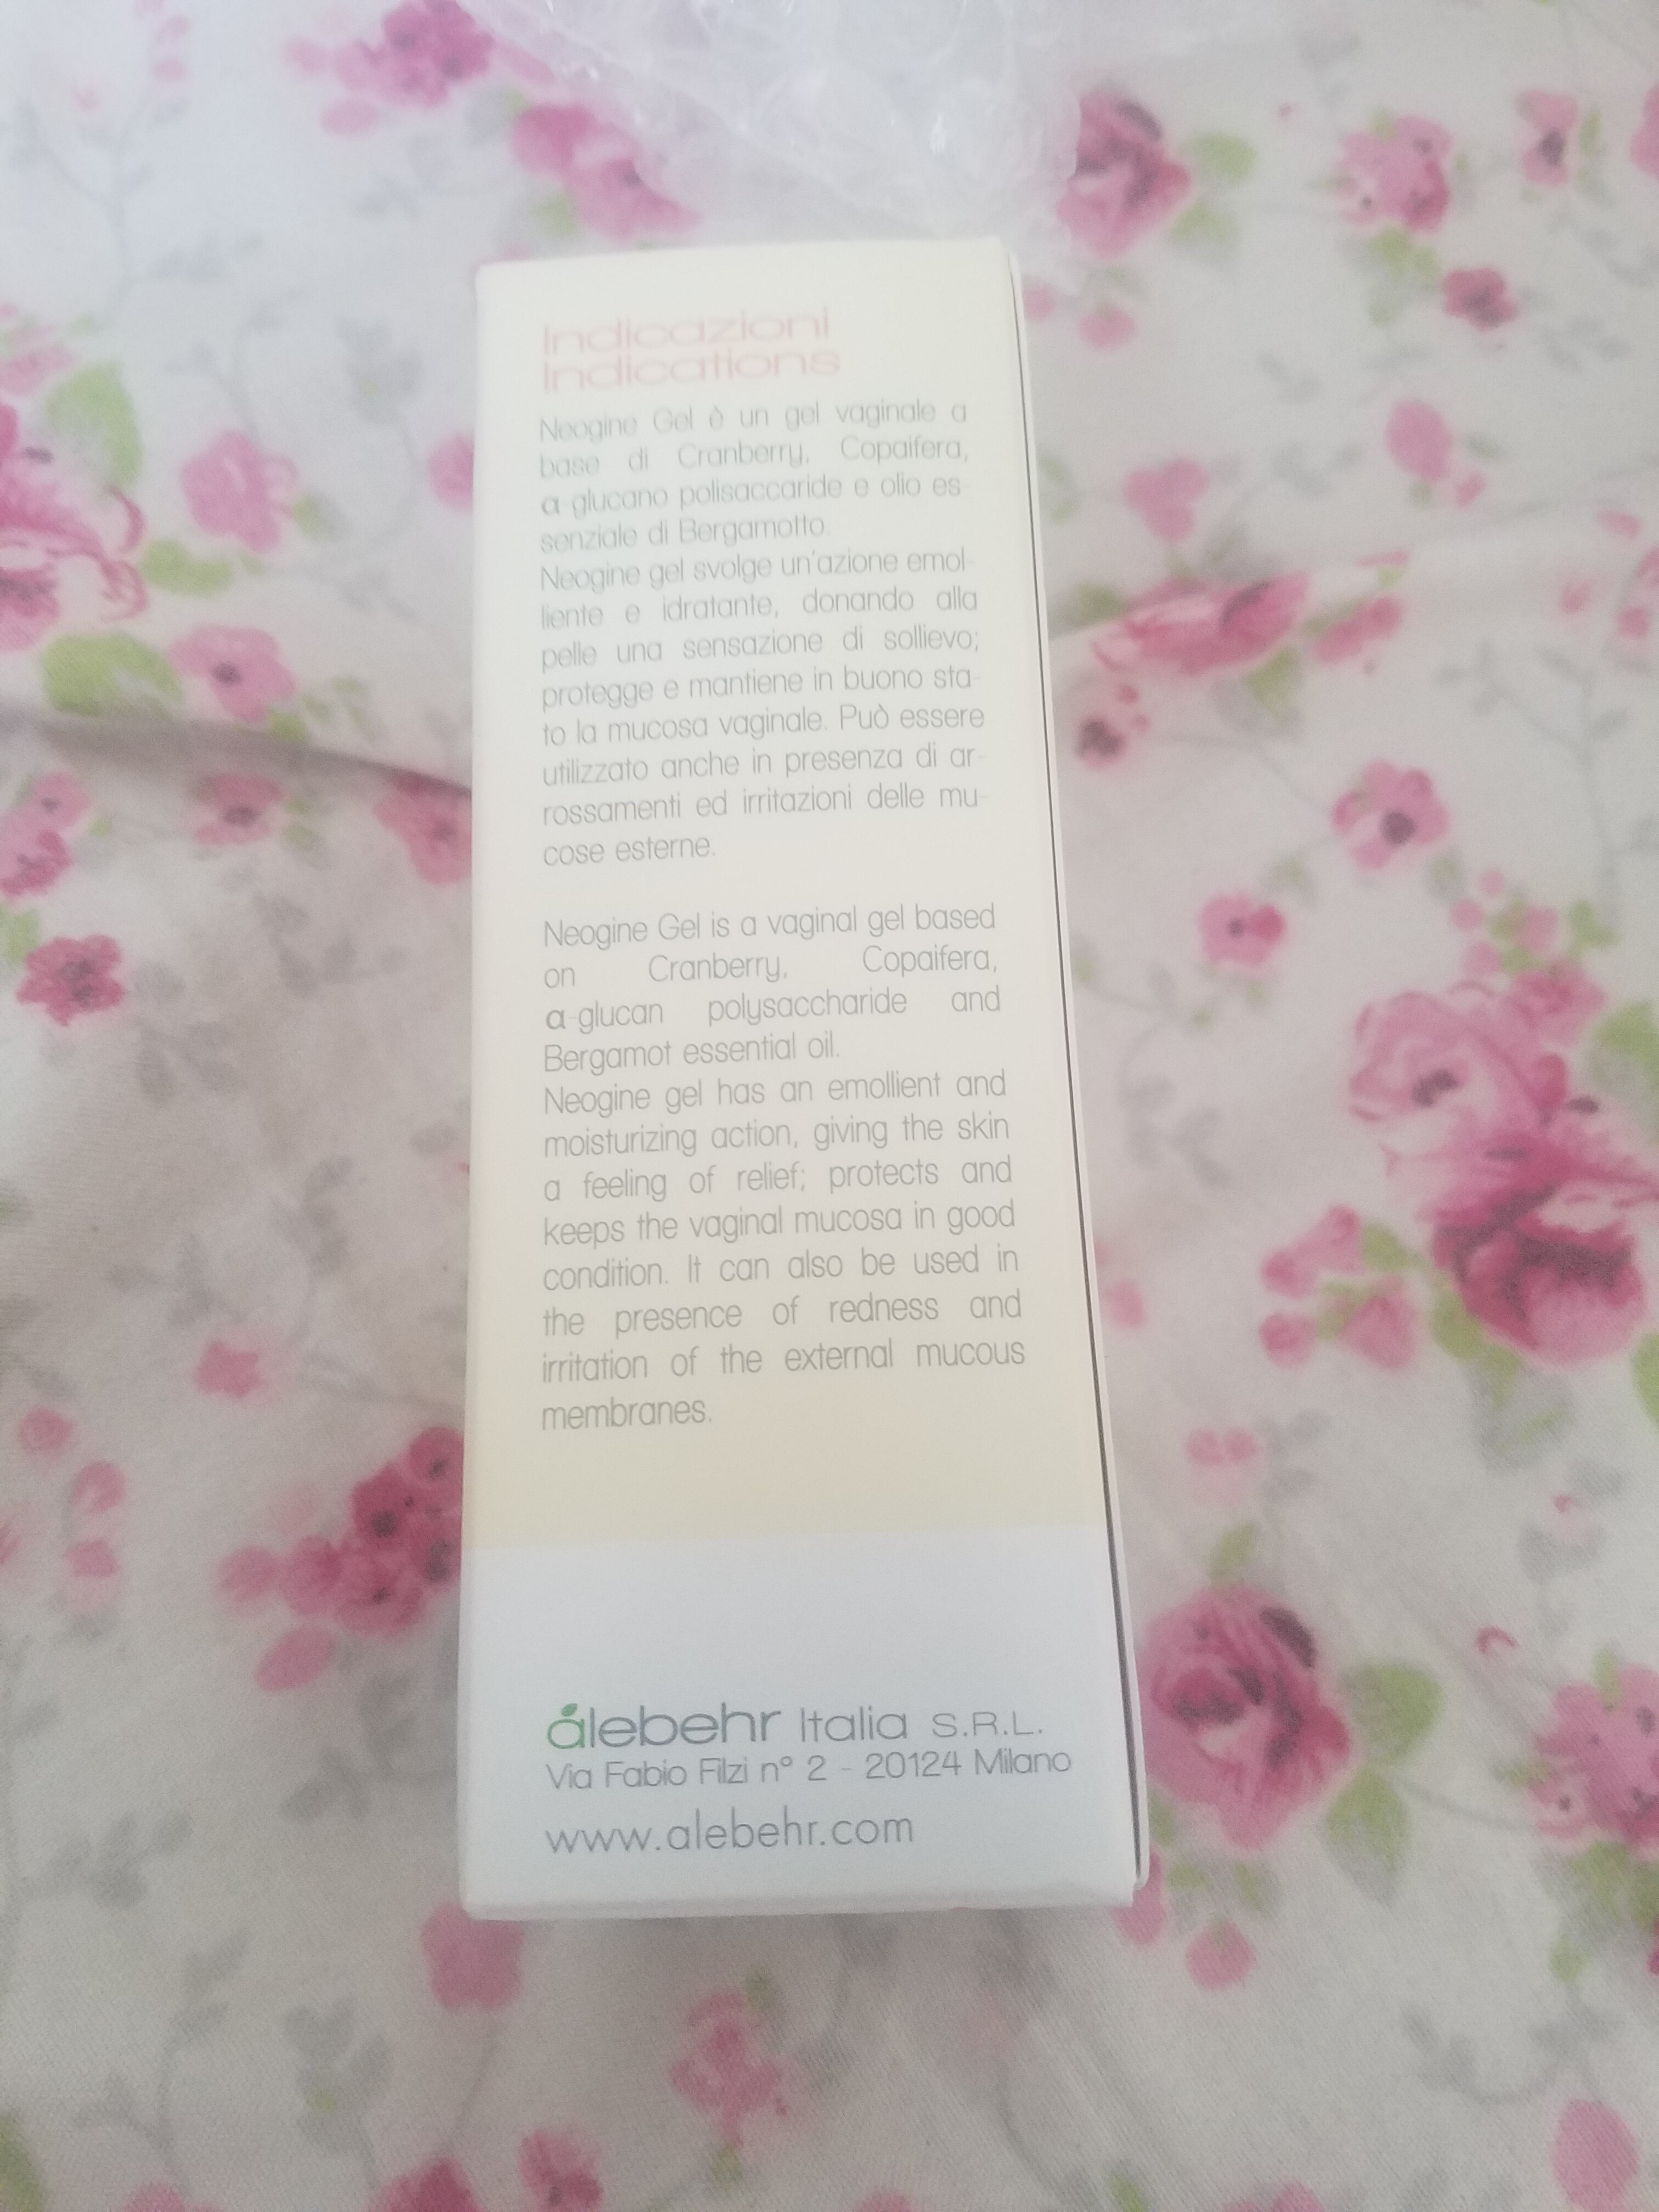 Indicazioni
Indications
Neogine Gel è un gel vaginale a
base di Cranberry, Copaifera,
α-glucano polisaccaride e olio es-
senziale di Bergamotto.
Neogine gel svolge un'azione emol-
liente e idratante, donando alla
pelle una sensazione di sollievo;
protegge e mantiene in buono sta-
to la mucosa vaginale. Può essere
utilizzato anche in presenza di ar-
rossamenti ed irritazioni delle mu-
cose esterne.
Neogine Gel is a vaginal gel based
on Cranberry, Copaifera,
α-glucan polysaccharide and
Bergamot essential oil.
Neogine gel has an emollient and
moisturizing action, giving the skin
a feeling of relief; protects and
keeps the vaginal mucosa in good
condition. It can also be used in
the presence of redness and
irritation of the external mucous
membranes.
alebehr Italia S.R.L.
Via Fabio Filzi n° 2 - 20124 Milano
www.alebehr.com